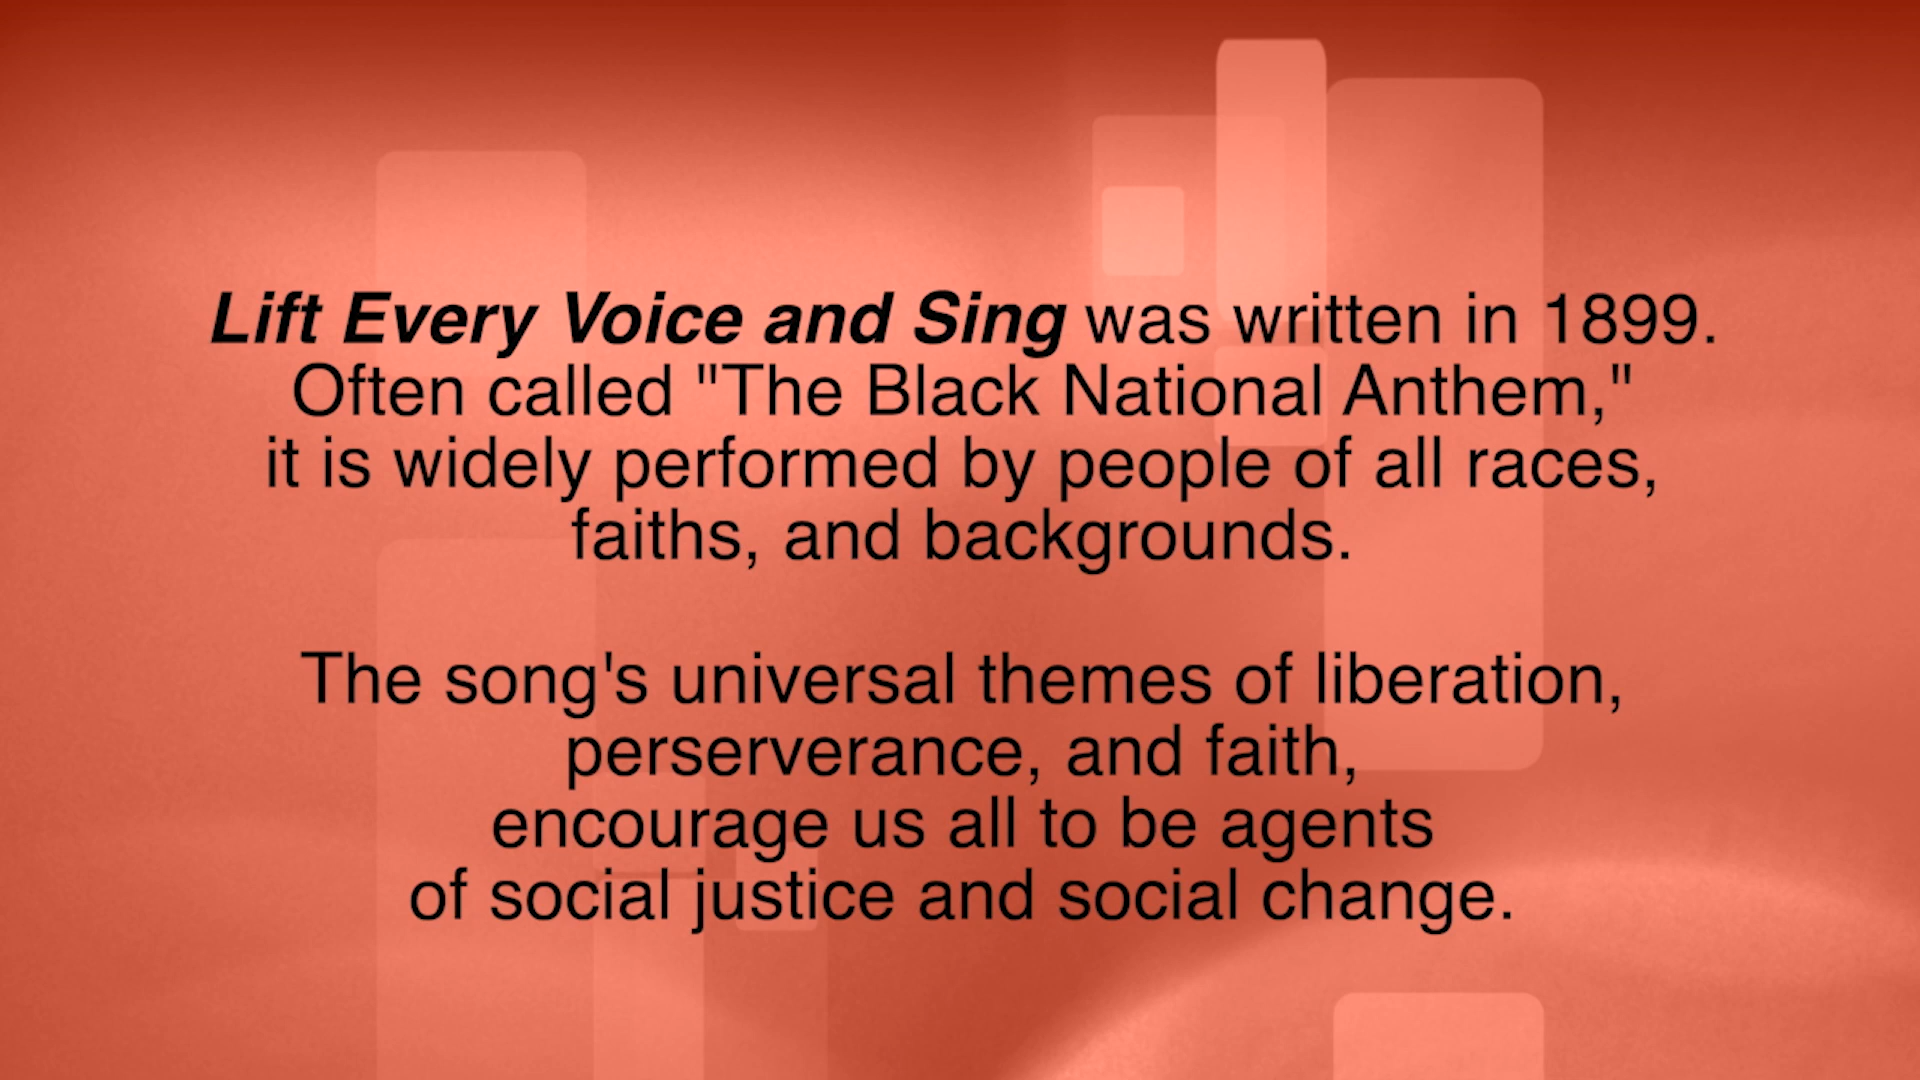 Lift Every Voice and Sing was written in 1899.
Often called "The Black National Anthem,"
it is widely performed by people of all races,
faiths, and backgrounds.
The song's universal themes of liberation,
perserverance, and faith,
encourage us all to be agents
of social justice and social change.